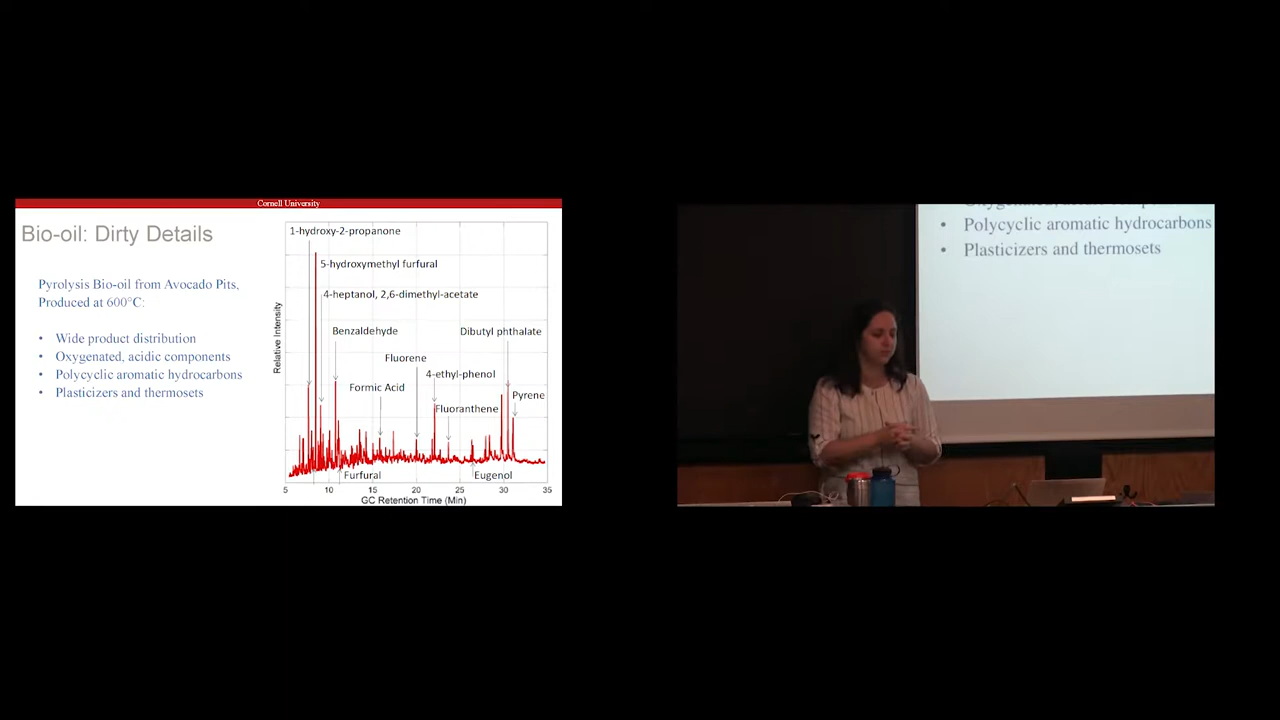 Cornell University
Bio-oil: Dirty Details
Pyrolysis Bio-oil from Avocado Pits,
Produced at 600°C:
• Wide product distribution
• Oxygenated, acidic components
• Polycyclic aromatic hydrocarbons
• Plasticizers and thermosets
1-hydroxy-2-propanone
5-hydroxymethyl furfural
4-heptanol, 2,6-dimethyl-acetate
Benzaldehyde
Dibutyl phthalate
Fluorene
4-ethyl-phenol
Formic Acid
Pyrene
Fluoranthene
Furfural
Eugenol
Relative Intensity
5 10 15 20 25 30 35
GC Retention Time (Min)
• Polycyclic aromatic hydrocarbons
• Plasticizers and thermosets